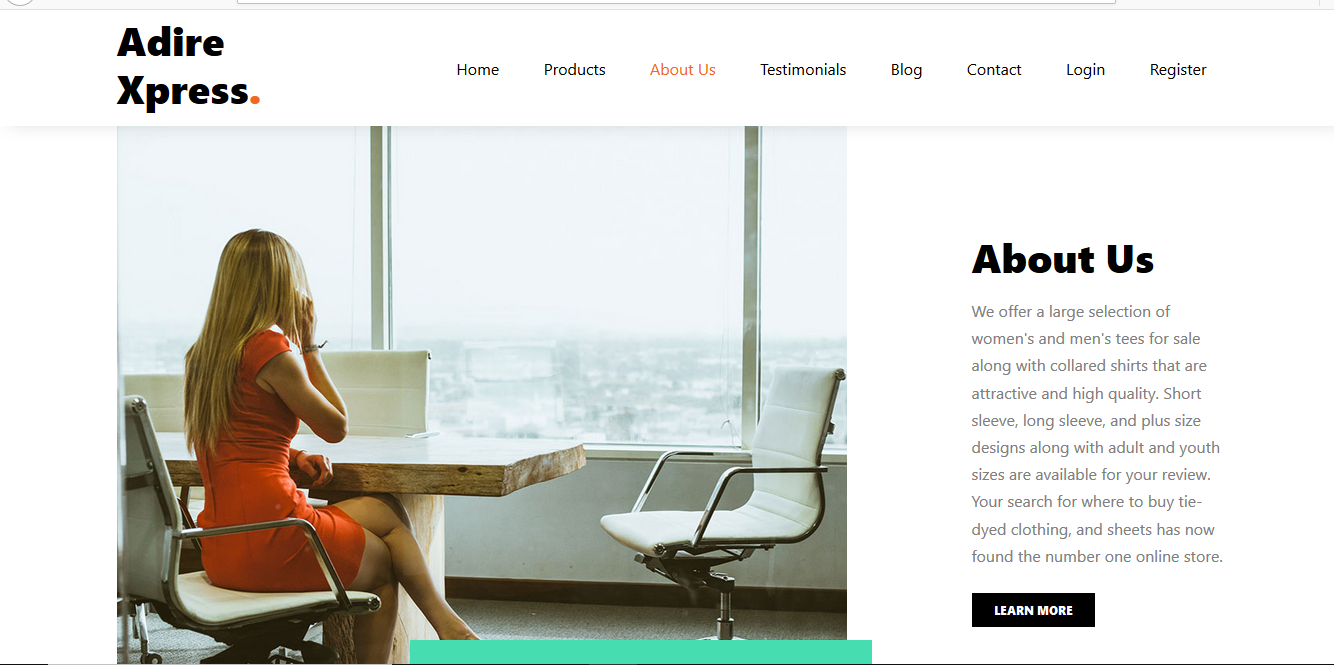 Adire
Xpress.
Home Products About Us Testimonials Blog Contact Login Register
About Us
We offer a large selection of
women's and men's tees for sale
along with collared shirts that are
attractive and high quality. Short
sleeve, long sleeve, and plus size
designs along with adult and youth
sizes are available for your review.
Your search for where to buy tie-
dyed clothing, and sheets has now
found the number one online store.
LEARN MORE